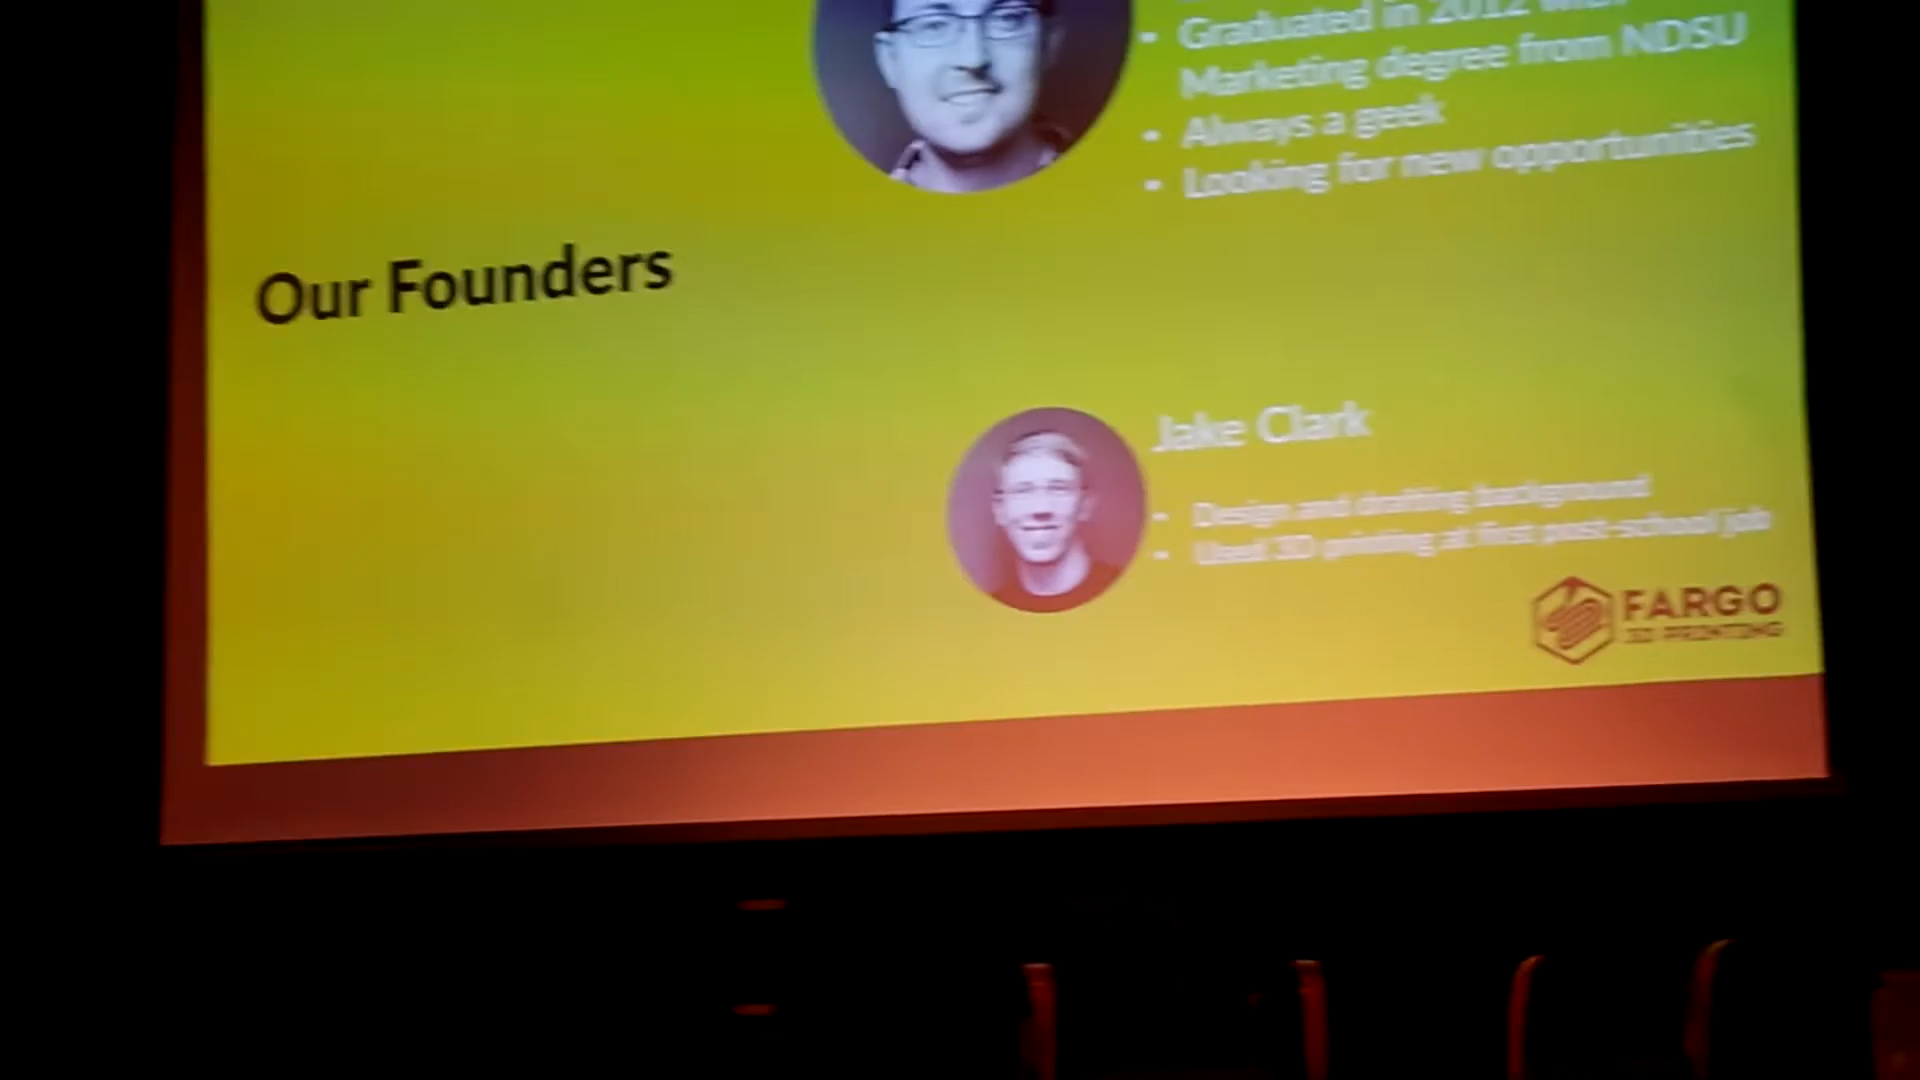 Graduated in 2012 with
Marketing degree from NDSU
Always a geek
Looking for new opportunities
Our Founders
Jake Clark
Design and drafting background
Used 3D printing at first post-school job
FARGO
3D PRINTING